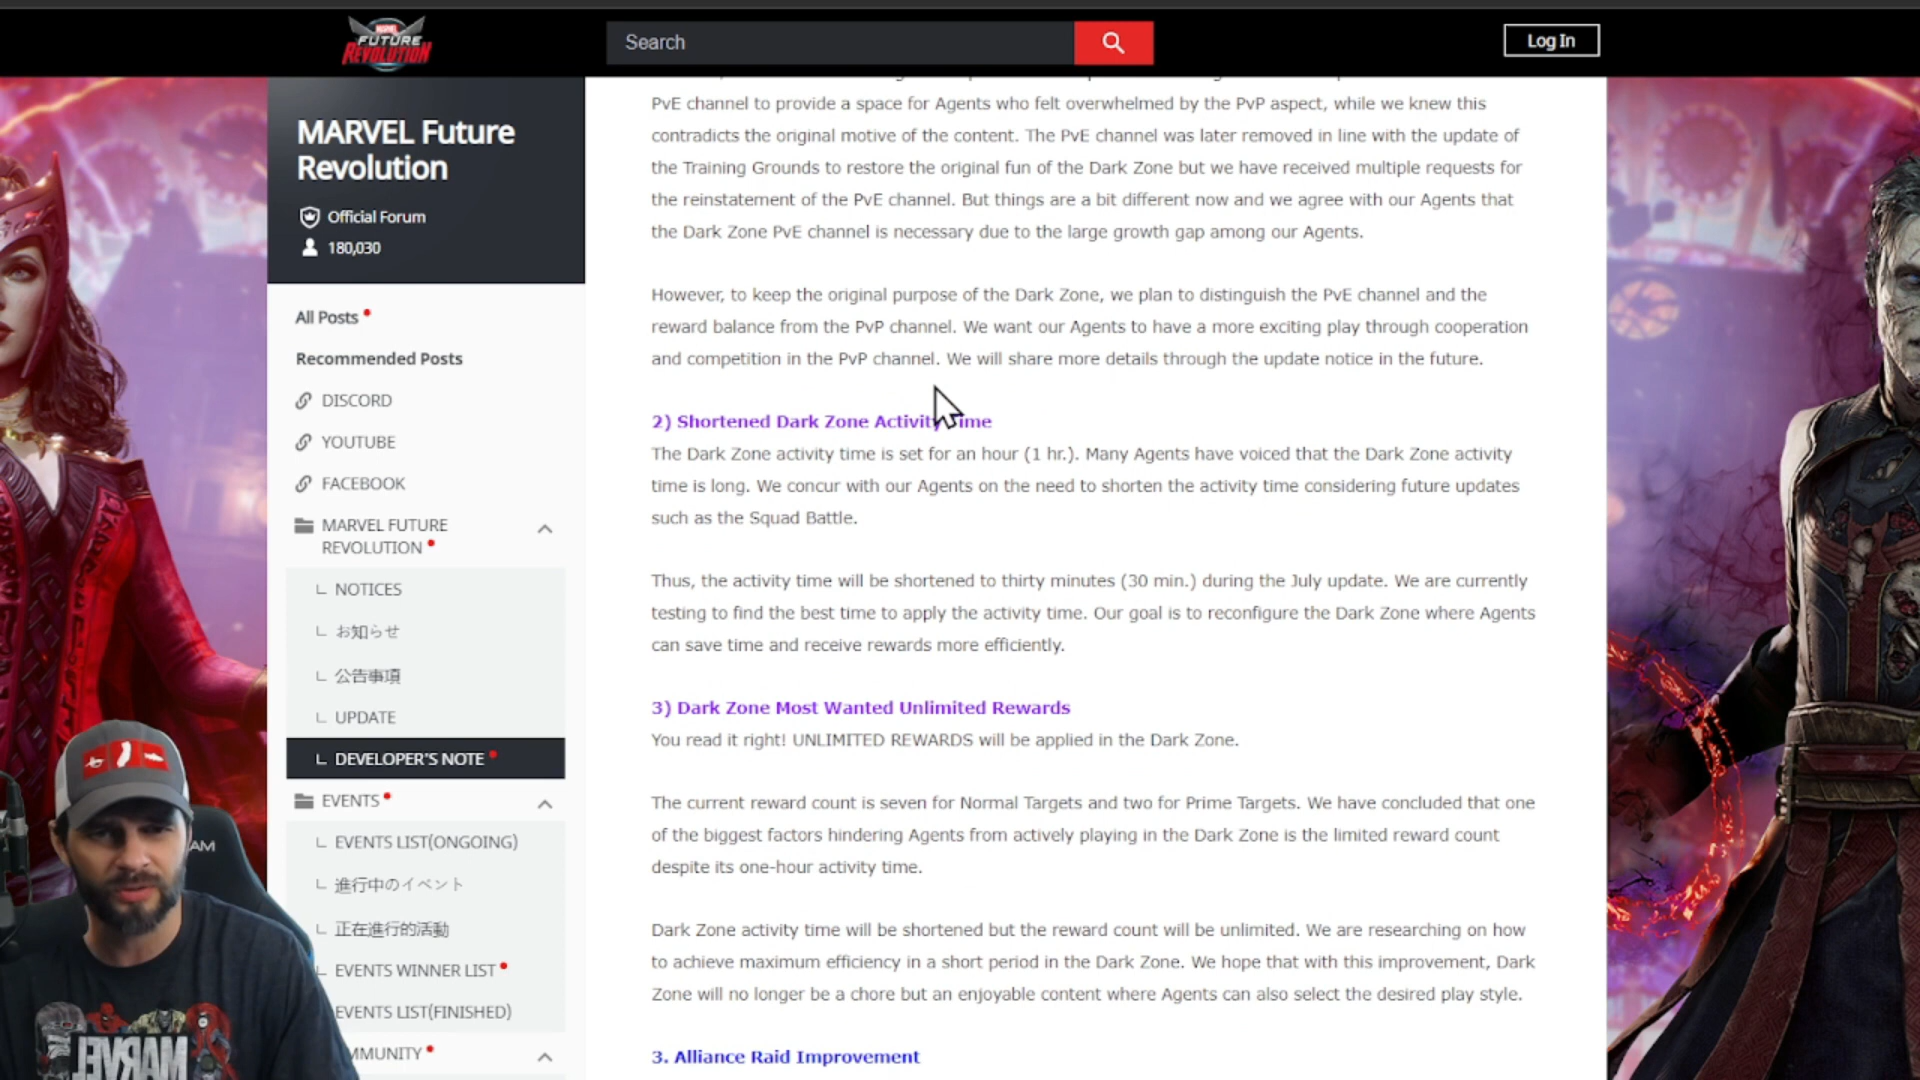 MARVEL
FUTURE
REVOLUTION
Search
Log In
MARVEL Future
Revolution
Official Forum
180,030
All Posts
Recommended Posts
DISCORD
YOUTUBE
FACEBOOK
MARVEL FUTURE
REVOLUTION
NOTICES
お知らせ
公告事項
UPDATE
DEVELOPER'S NOTE
EVENTS
EVENTS LIST(ONGOING)
進行中のイベント
正在進行的活動
EVENTS WINNER LIST
EVENTS LIST(FINISHED)
MMUNITY
PvE channel to provide a space for Agents who felt overwhelmed by the PvP aspect, while we knew this
contradicts the original motive of the content. The PvE channel was later removed in line with the update of
the Training Grounds to restore the original fun of the Dark Zone but we have received multiple requests for
the reinstatement of the PvE channel. But things are a bit different now and we agree with our Agents that
the Dark Zone PvE channel is necessary due to the large growth gap among our Agents.
However, to keep the original purpose of the Dark Zone, we plan to distinguish the PvE channel and the
reward balance from the PvP channel. We want our Agents to have a more exciting play through cooperation
and competition in the PvP channel. We will share more details through the update notice in the future.
2) Shortened Dark Zone Activity Time
The Dark Zone activity time is set for an hour (1 hr.). Many Agents have voiced that the Dark Zone activity
time is long. We concur with our Agents on the need to shorten the activity time considering future updates
such as the Squad Battle.
Thus, the activity time will be shortened to thirty minutes (30 min.) during the July update. We are currently
testing to find the best time to apply the activity time. Our goal is to reconfigure the Dark Zone where Agents
can save time and receive rewards more efficiently.
3) Dark Zone Most Wanted Unlimited Rewards
You read it right! UNLIMITED REWARDS will be applied in the Dark Zone.
The current reward count is seven for Normal Targets and two for Prime Targets. We have concluded that one
of the biggest factors hindering Agents from actively playing in the Dark Zone is the limited reward count
despite its one-hour activity time.
Dark Zone activity time will be shortened but the reward count will be unlimited. We are researching on how
to achieve maximum efficiency in a short period in the Dark Zone. We hope that with this improvement, Dark
Zone will no longer be a chore but an enjoyable content where Agents can also select the desired play style.
3. Alliance Raid Improvement
AM
MARVEL